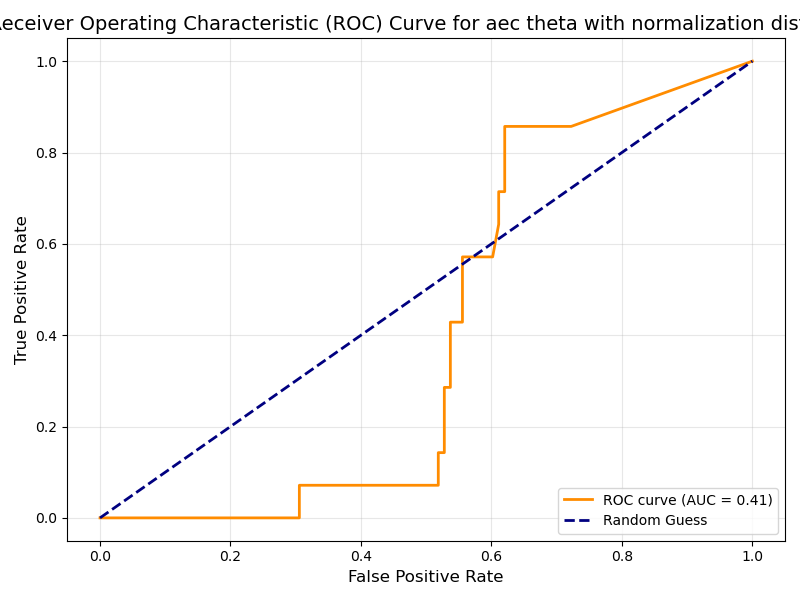 Receiver Operating Characteristic (ROC) Curve for aec theta with normalization dist
1.0
0.8
0.6
0.4
0.2
0.0
True Positive Rate
0.0 0.2 0.4 0.6 0.8 1.0
False Positive Rate
ROC curve (AUC = 0.41)
Random Guess